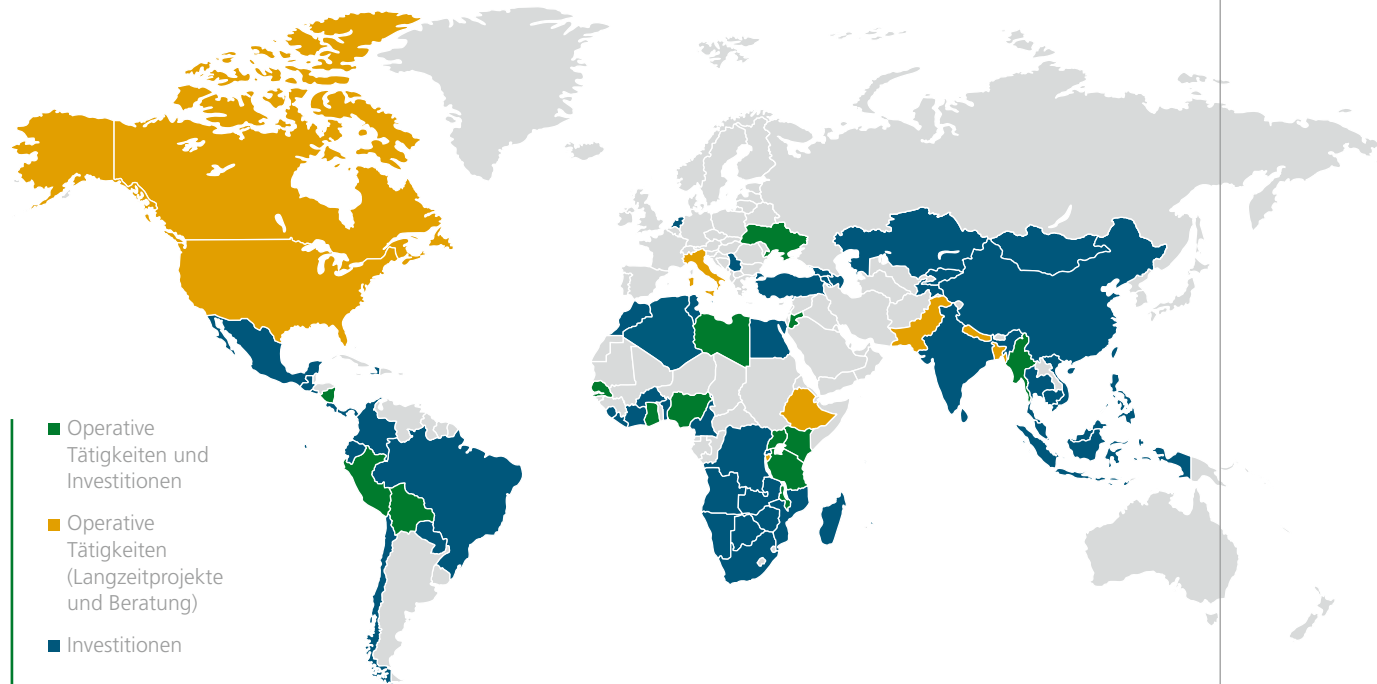 Operative
Tätigkeiten und
Investitionen
Operative
Tätigkeiten
(Langzeitprojekte
und Beratung)
Investitionen